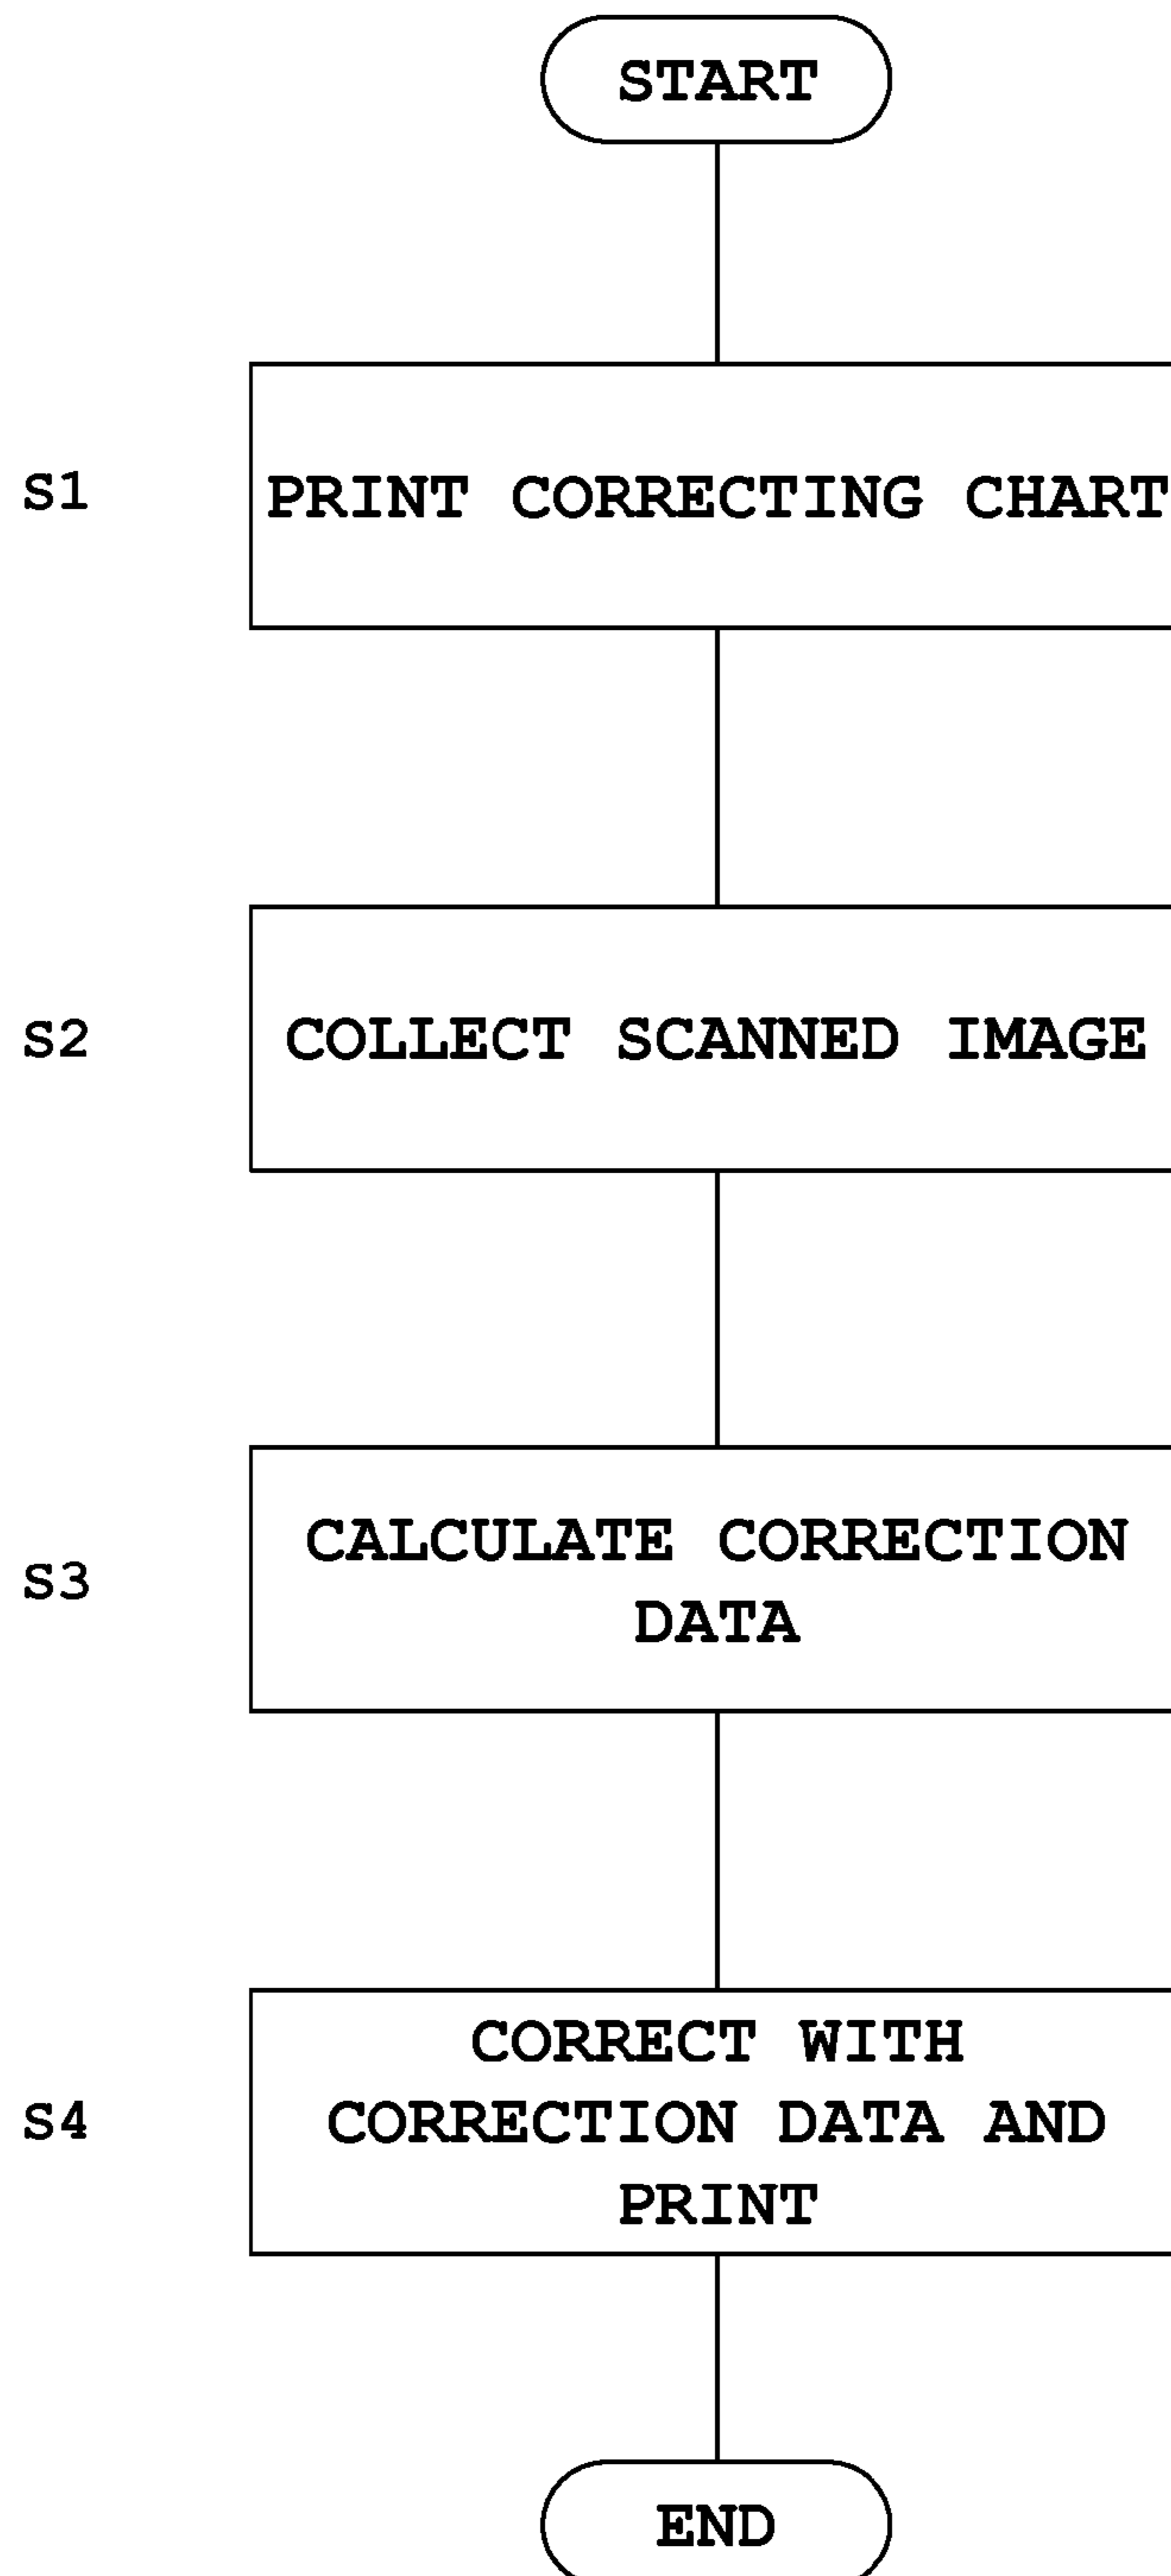 START
S1
PRINT CORRECTING CHART
S2
COLLECT SCANNED IMAGE
S3
CALCULATE CORRECTION
DATA
S4
CORRECT WITH
CORRECTION DATA AND
PRINT
END